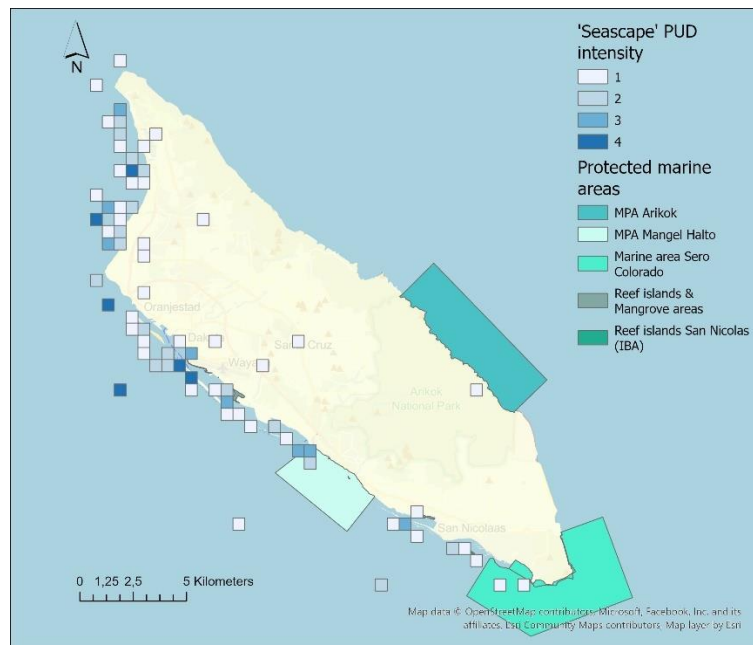 N
'Seascape' PUD
intensity
1
2
3
4
Protected marine
areas
MPA Arikok
MPA Mangel Halto
Marine area Sero
Colorado
Reef islands &
Mangrove areas
Reef islands San Nicolas
(IBA)
Oranjestad
Santa Cruz
Arikok
National Park
San Nicolaas
0 1,25 2,5 5 Kilometers
Map data © OpenStreetMap contributors, Microsoft, Facebook, Inc. and its
affiliates, Esri Community Maps contributors, Map layer by Esri